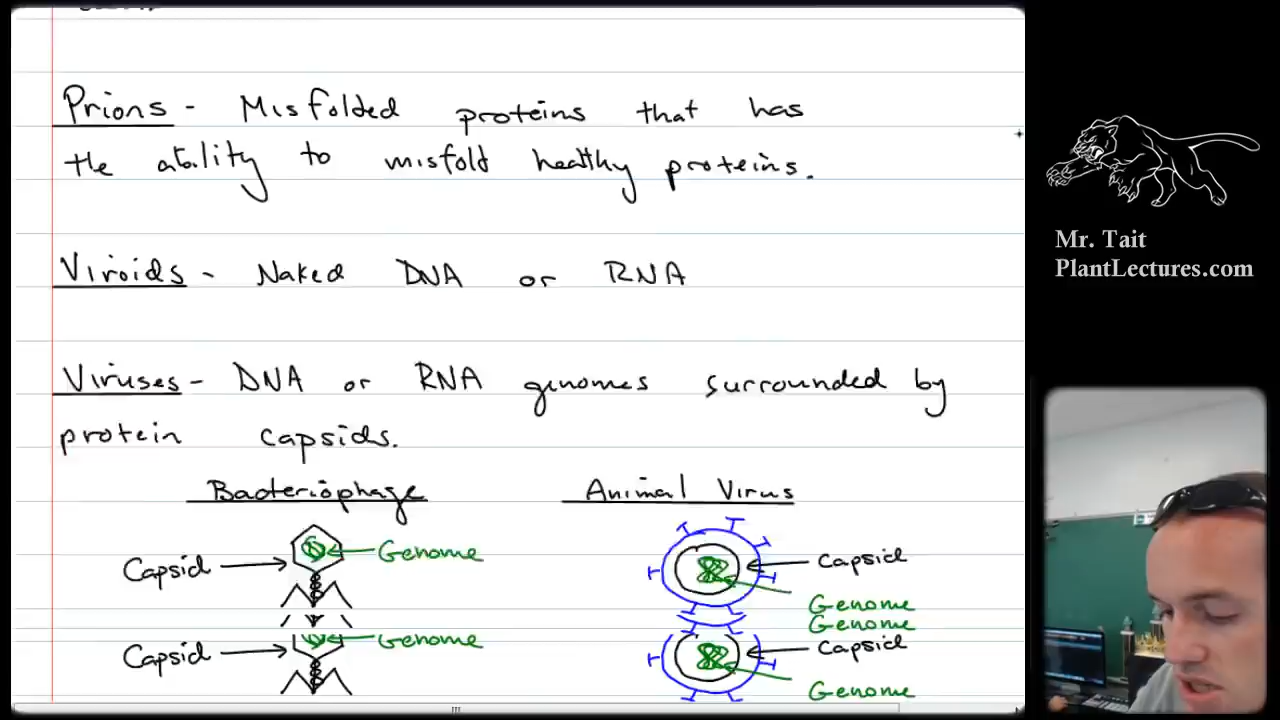 Prions - Misfolded proteins that has
the ability to misfold healthy proteins.
Viroids - Naked DNA or RNA
Viruses - DNA or RNA genomes surrounded by
protein capsids.
Bacteriophage
Animal Virus
Capsid
Genome
Capsid
Genome
Genome
Capsid
Genome
Capsid
Genome
Mr. Tait
PlantLectures.com